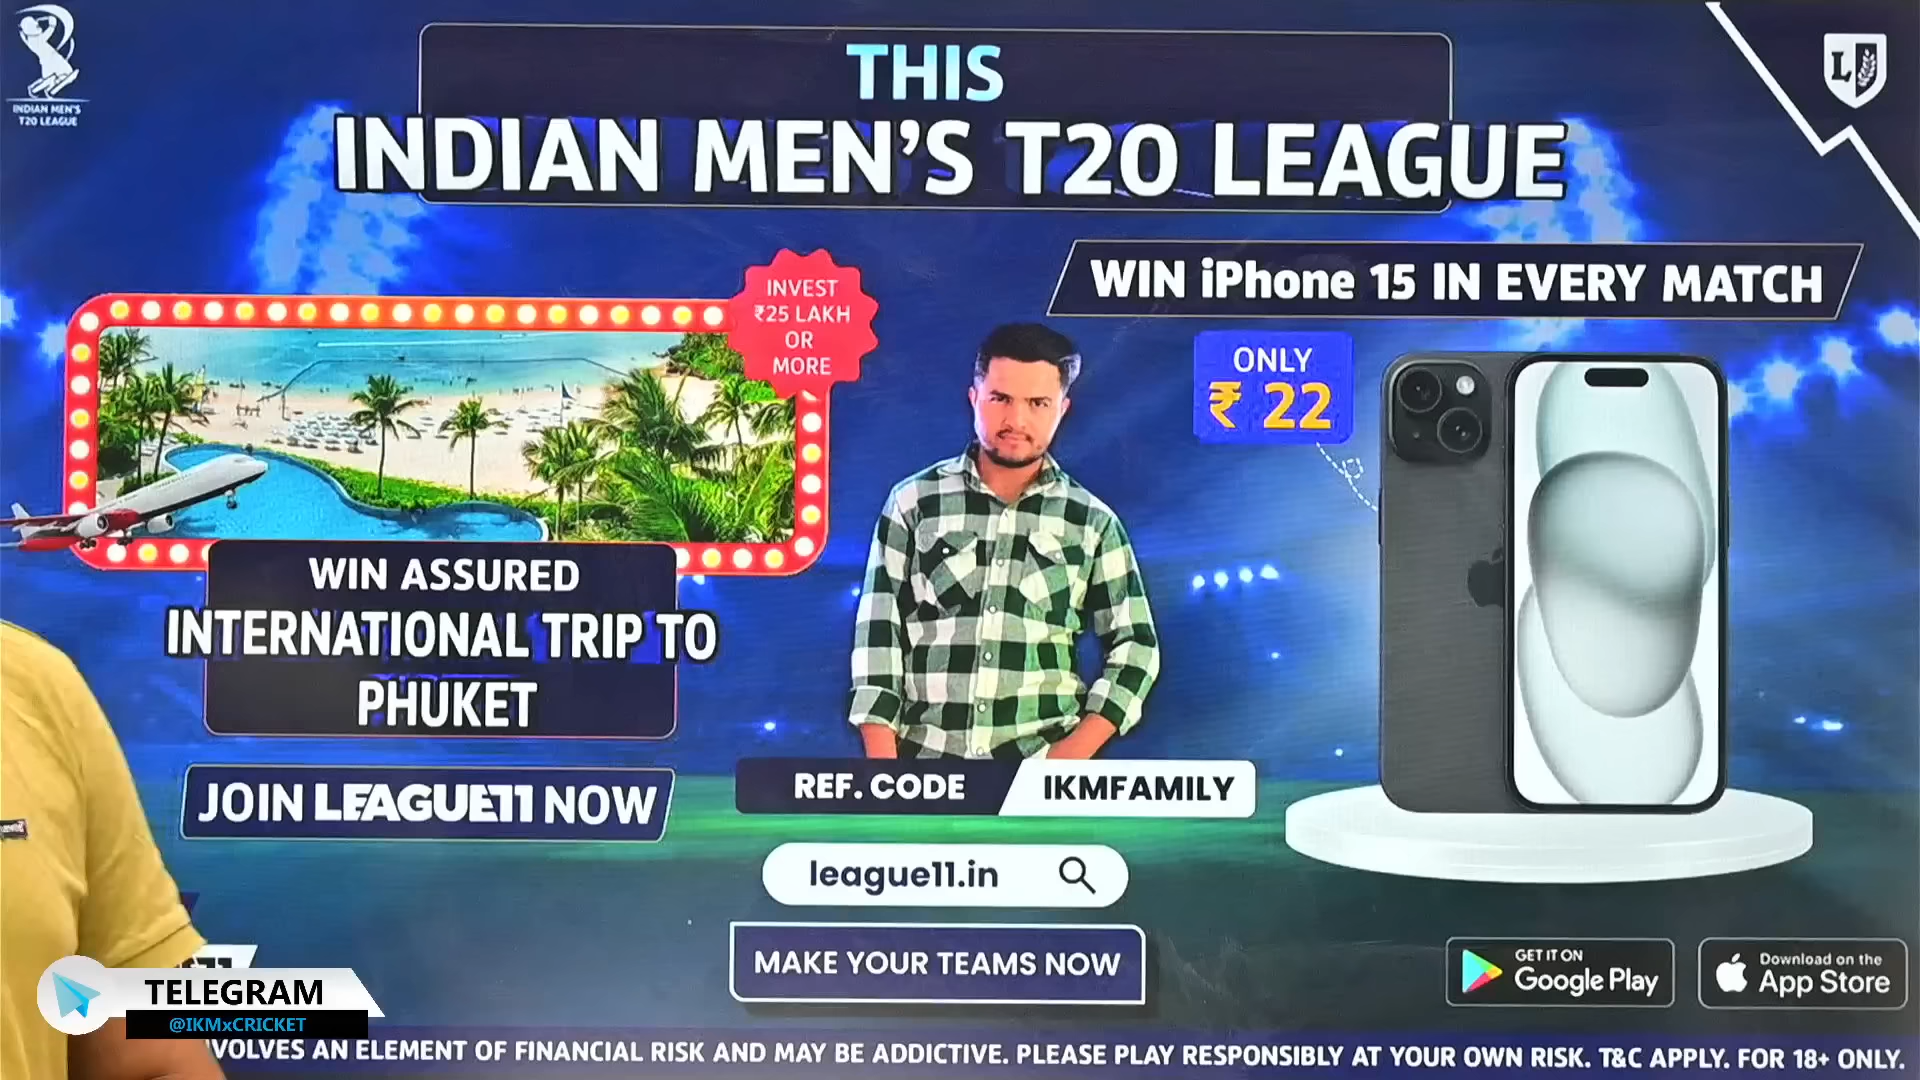 INDIAN MEN'S
T20 LEAGUE
THIS
INDIAN MEN'S T20 LEAGUE
L
WIN iPhone 15 IN EVERY MATCH
INVEST
₹25 LAKH
OR
MORE
ONLY
₹ 22
WIN ASSURED
INTERNATIONAL TRIP TO
PHUKET
JOIN LEAGUE11 NOW
REF. CODE IKMFAMILY
league11.in
MAKE YOUR TEAMS NOW
GET IT ON
Google Play
Download on the
App Store
TELEGRAM
@IKMxCRICKET
AN ELEMENT OF FINANCIAL RISK AND MAY BE ADDICTIVE. PLEASE PLAY RESPONSIBLY AT YOUR OWN RISK. T&C APPLY. FOR 18+ ONLY.